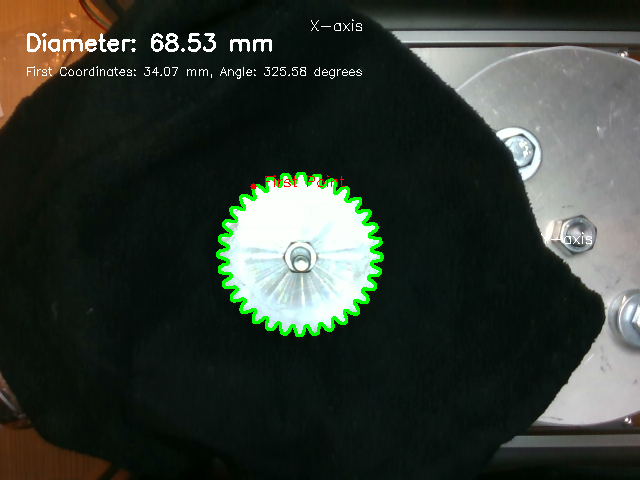 X-axis
Diameter: 68.53 mm
First Coordinates: 34.07 mm, Angle: 325.58 degrees
First Point
-axis